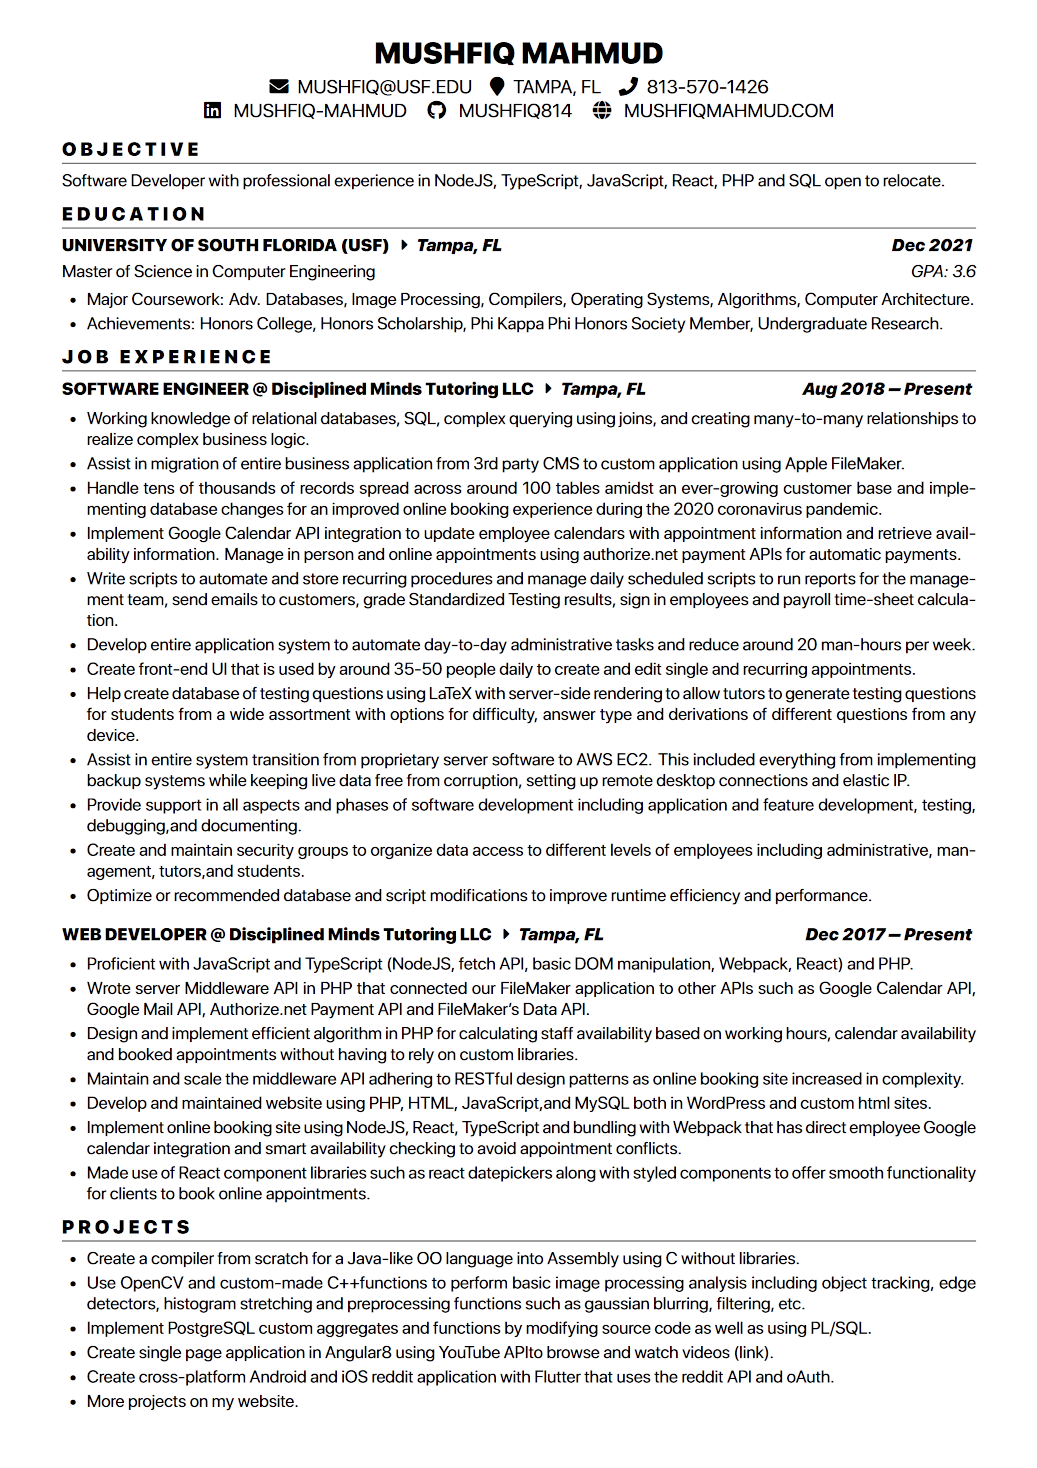 MUSHFIQ MAHMUD
MUSHFIQ@USF.EDU TAMPA, FL 813-570-1426
MUSHFIQ-MAHMUD MUSHFIQ814 MUSHFIQMAHMUD.COM
OBJECTIVE
Software Developer with professional experience in NodeJS, TypeScript, JavaScript, React, PHP and SQL open to relocate.
EDUCATION
UNIVERSITY OF SOUTH FLORIDA (USF) Tampa, FL Dec 2021
Master of Science in Computer Engineering GPA: 3.6
• Major Coursework: Adv. Databases, Image Processing, Compilers, Operating Systems, Algorithms, Computer Architecture.
• Achievements: Honors College, Honors Scholarship, Phi Kappa Phi Honors Society Member, Undergraduate Research.
JOB EXPERIENCE
SOFTWARE ENGINEER @ Disciplined Minds Tutoring LLC Tampa, FL Aug 2018 – Present
• Working knowledge of relational databases, SQL, complex querying using joins, and creating many-to-many relationships to
realize complex business logic.
• Assist in migration of entire business application from 3rd party CMS to custom application using Apple FileMaker.
• Handle tens of thousands of records spread across around 100 tables amidst an ever-growing customer base and imple-
menting database changes for an improved online booking experience during the 2020 coronavirus pandemic.
• Implement Google Calendar API integration to update employee calendars with appointment information and retrieve avail-
ability information. Manage in person and online appointments using authorize.net payment APIs for automatic payments.
• Write scripts to automate and store recurring procedures and manage daily scheduled scripts to run reports for the manage-
ment team, send emails to customers, grade Standardized Testing results, sign in employees and payroll time-sheet calcula-
tion.
• Develop entire application system to automate day-to-day administrative tasks and reduce around 20 man-hours per week.
• Create front-end UI that is used by around 35-50 people daily to create and edit single and recurring appointments.
• Help create database of testing questions using LaTeX with server-side rendering to allow tutors to generate testing questions
for students from a wide assortment with options for difficulty, answer type and derivations of different questions from any
device.
• Assist in entire system transition from proprietary server software to AWS EC2. This included everything from implementing
backup systems while keeping live data free from corruption, setting up remote desktop connections and elastic IP.
• Provide support in all aspects and phases of software development including application and feature development, testing,
debugging,and documenting.
• Create and maintain security groups to organize data access to different levels of employees including administrative, man-
agement, tutors,and students.
• Optimize or recommended database and script modifications to improve runtime efficiency and performance.
WEB DEVELOPER @ Disciplined Minds Tutoring LLC Tampa, FL Dec 2017 – Present
• Proficient with JavaScript and TypeScript (NodeJS, fetch API, basic DOM manipulation, Webpack, React) and PHP.
• Wrote server Middleware API in PHP that connected our FileMaker application to other APIs such as Google Calendar API,
Google Mail API, Authorize.net Payment API and FileMaker's Data API.
• Design and implement efficient algorithm in PHP for calculating staff availability based on working hours, calendar availability
and booked appointments without having to rely on custom libraries.
• Maintain and scale the middleware API adhering to RESTful design patterns as online booking site increased in complexity.
• Develop and maintained website using PHP, HTML, JavaScript,and MySQL both in WordPress and custom html sites.
• Implement online booking site using NodeJS, React, TypeScript and bundling with Webpack that has direct employee Google
calendar integration and smart availability checking to avoid appointment conflicts.
• Made use of React component libraries such as react datepickers along with styled components to offer smooth functionality
for clients to book online appointments.
PROJECTS
• Create a compiler from scratch for a Java-like OO language into Assembly using C without libraries.
• Use OpenCV and custom-made C++functions to perform basic image processing analysis including object tracking, edge
detectors, histogram stretching and preprocessing functions such as gaussian blurring, filtering, etc.
• Implement PostgreSQL custom aggregates and functions by modifying source code as well as using PL/SQL.
• Create single page application in Angular8 using YouTube APIto browse and watch videos (link).
• Create cross-platform Android and iOS reddit application with Flutter that uses the reddit API and oAuth.
• More projects on my website.